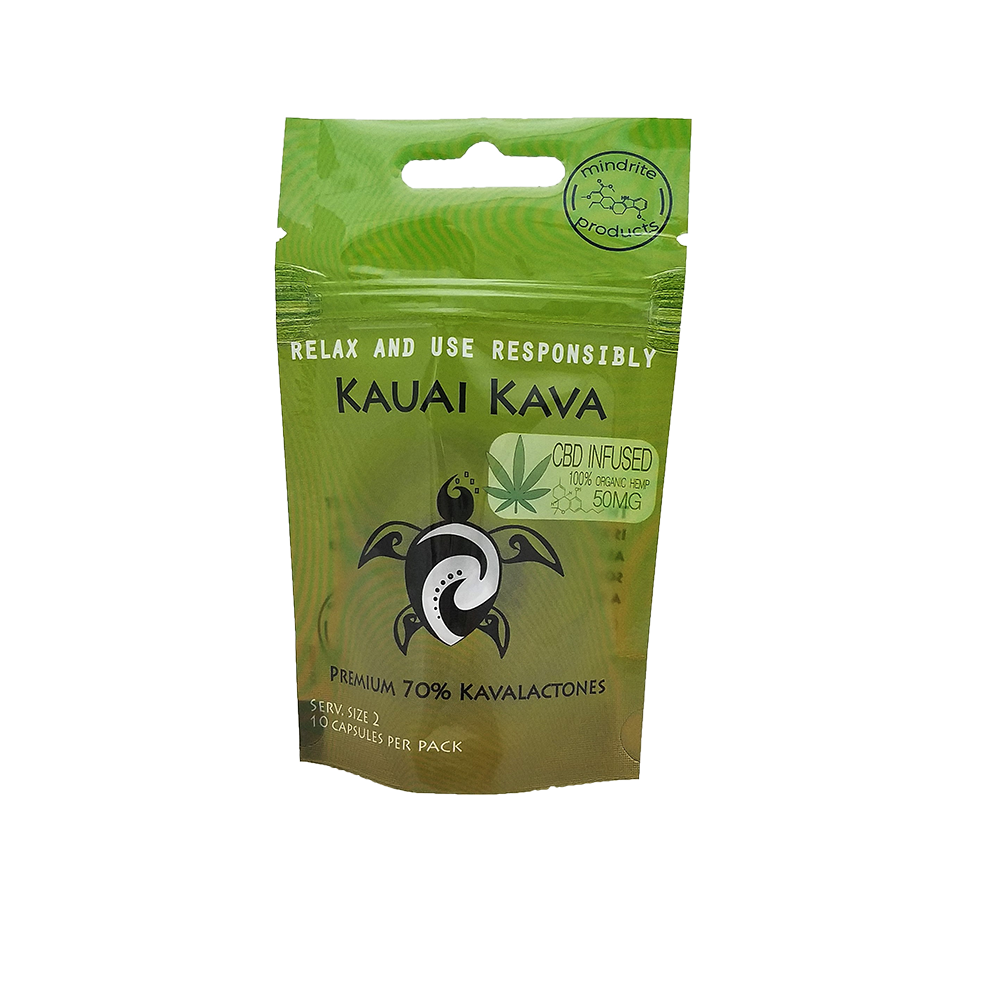 mindrite
products
RELAX AND USE RESPONSIBLY
KAUAI KAVA
CBD INFUSED
100% ORGANIC HEMP
50MG
PREMIUM 70% KAVALACTONES
SERV. SIZE 2
10 CAPSULES PER PACK